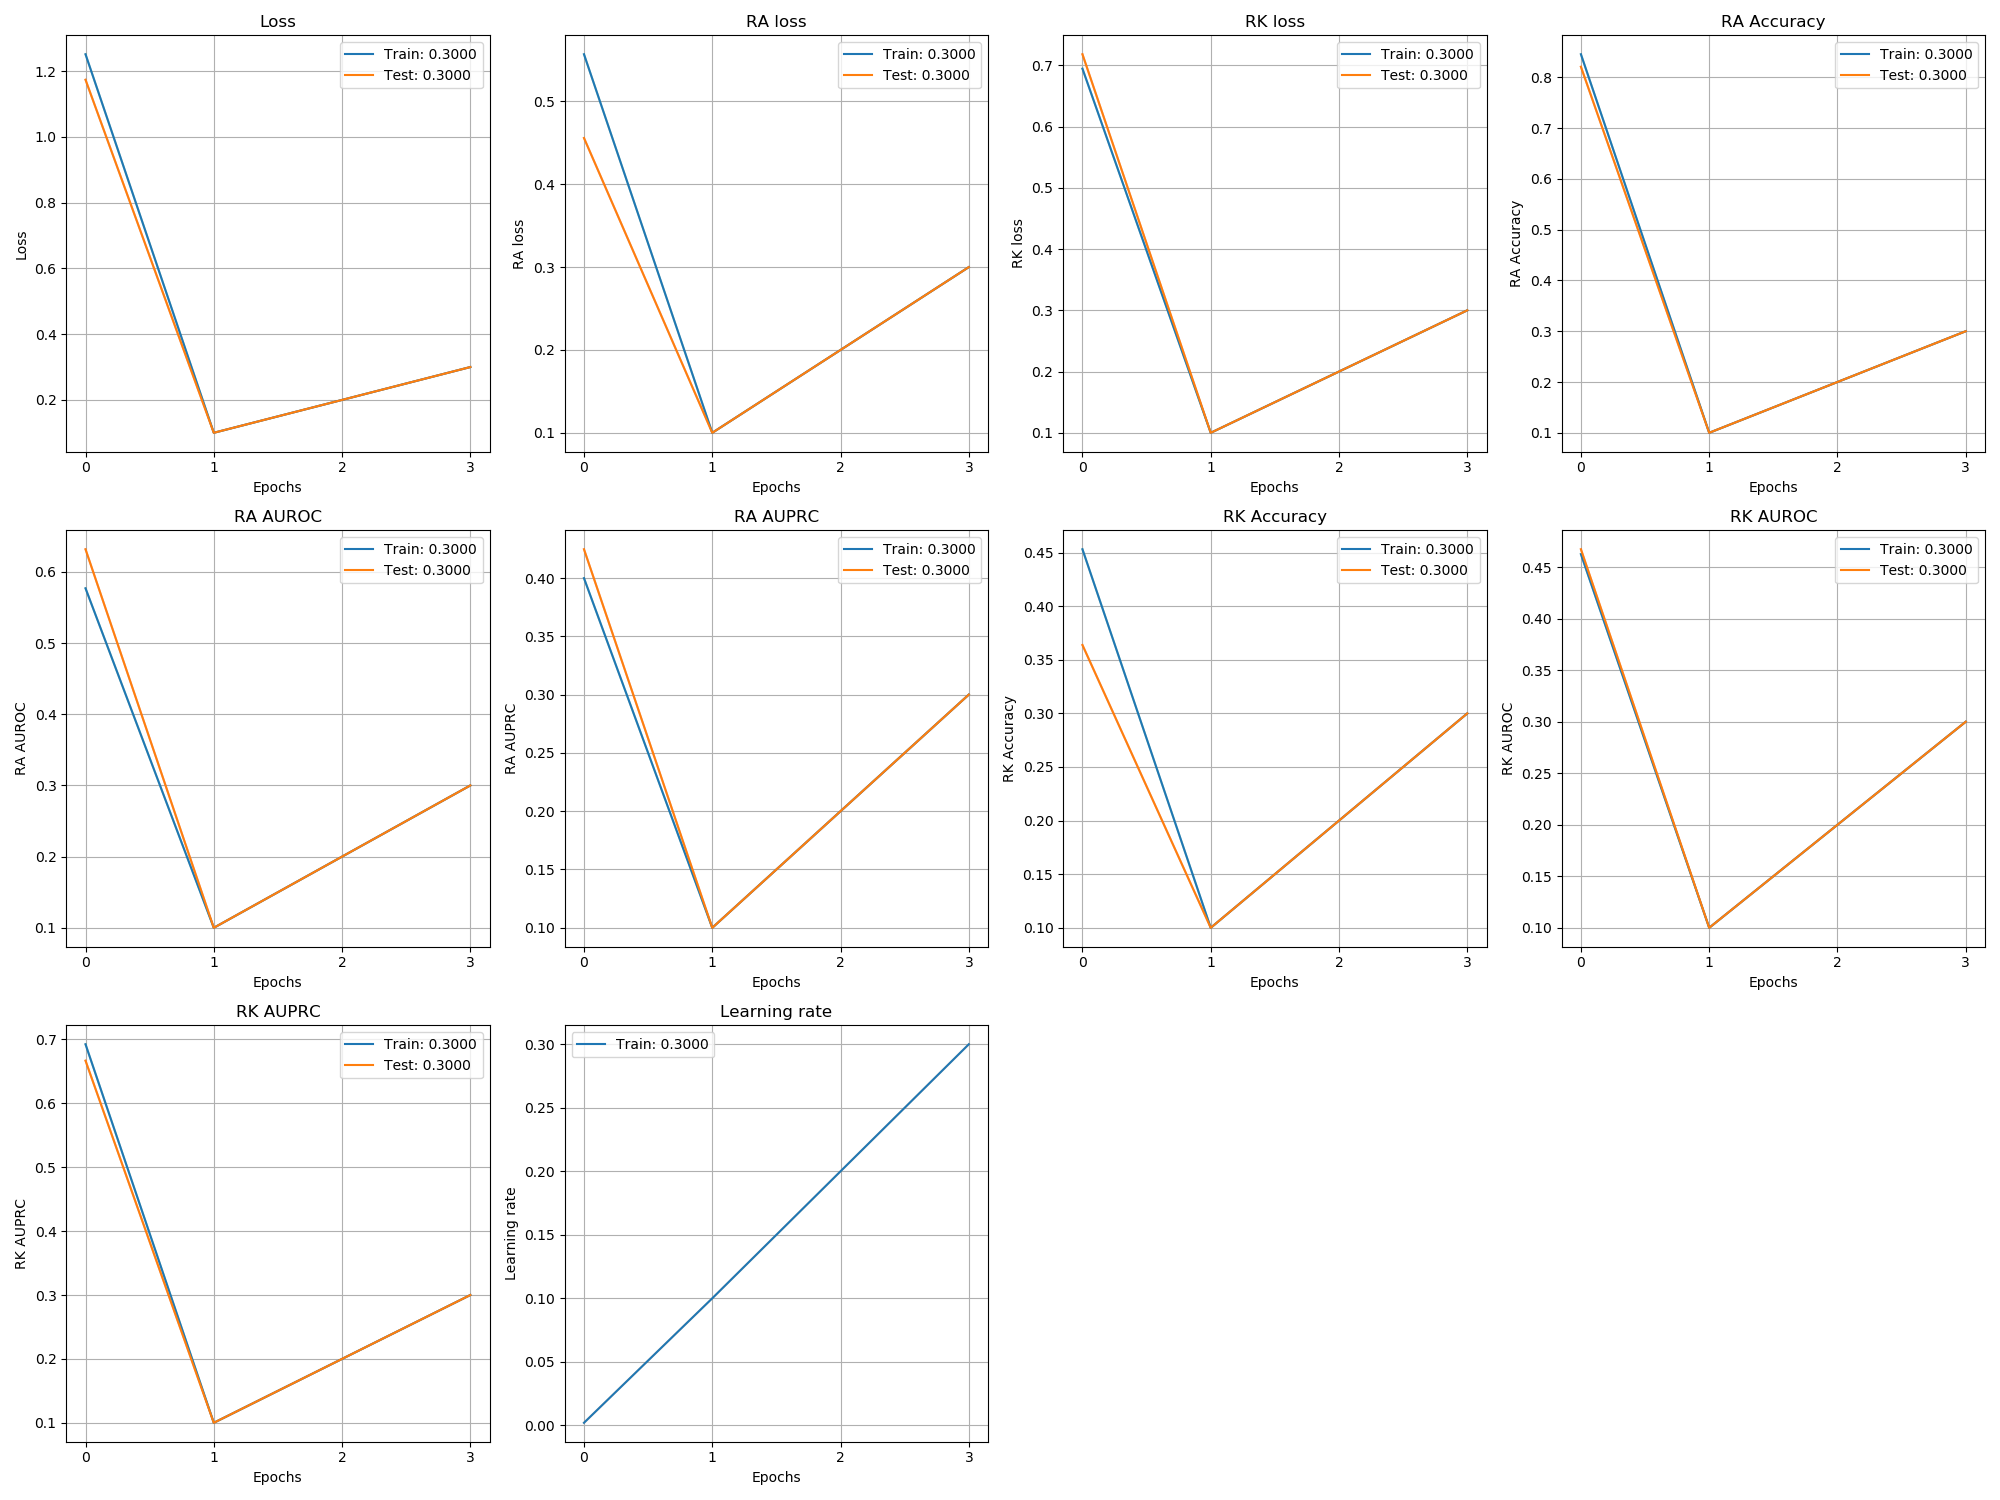 Loss
Train: 0.3000
Test: 0.3000
1.2
1.0
0.8
0.6
0.4
0.2
Loss
0 1 2 3
Epochs
RA loss
Train: 0.3000
Test: 0.3000
0.5
0.4
0.3
0.2
0.1
RA loss
0 1 2 3
Epochs
RK loss
Train: 0.3000
Test: 0.3000
0.7
0.6
0.5
0.4
0.3
0.2
0.1
RK loss
0 1 2 3
Epochs
RA Accuracy
Train: 0.3000
Test: 0.3000
0.8
0.7
0.6
0.5
0.4
0.3
0.2
0.1
RA Accuracy
0 1 2 3
Epochs
RA AUROC
Train: 0.3000
Test: 0.3000
0.6
0.5
0.4
0.3
0.2
0.1
RA AUROC
0 1 2 3
Epochs
RA AUPRC
Train: 0.3000
Test: 0.3000
0.40
0.35
0.30
0.25
0.20
0.15
0.10
RA AUPRC
0 1 2 3
Epochs
RK Accuracy
Train: 0.3000
Test: 0.3000
0.45
0.40
0.35
0.30
0.25
0.20
0.15
0.10
RK Accuracy
0 1 2 3
Epochs
RK AUROC
Train: 0.3000
Test: 0.3000
0.45
0.40
0.35
0.30
0.25
0.20
0.15
0.10
RK AUROC
0 1 2 3
Epochs
RK AUPRC
Train: 0.3000
Test: 0.3000
0.7
0.6
0.5
0.4
0.3
0.2
0.1
RK AUPRC
0 1 2 3
Epochs
Learning rate
Train: 0.3000
0.30
0.25
0.20
0.15
0.10
0.05
0.00
Learning rate
0 1 2 3
Epochs